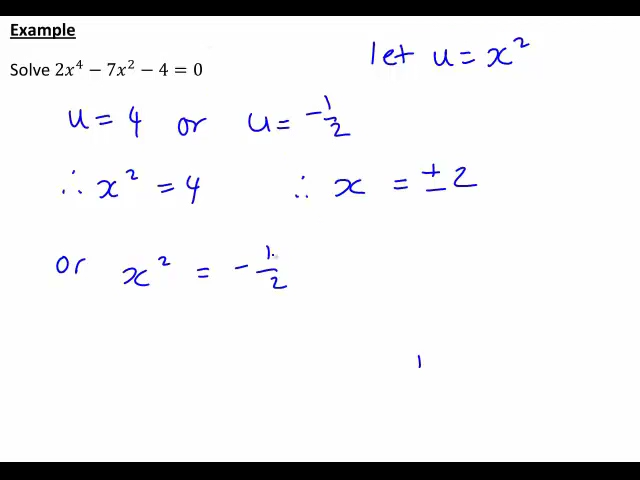 Example
let u = x²
Solve 2x⁴ − 7x² − 4 = 0
u = 4 or u = -1/2
∴ x² = 4 ∴ x = ±2
or x² = -1/2